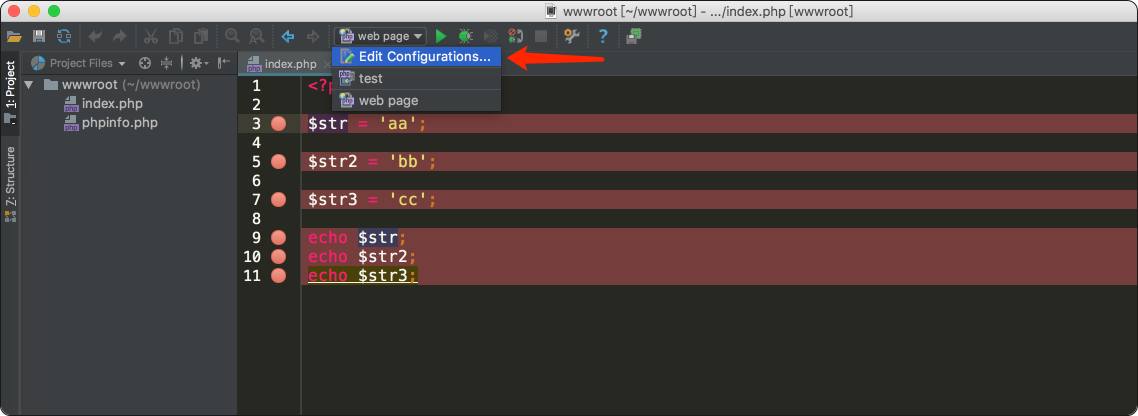 wwwroot [~/wwwroot] - .../index.php [wwwroot]
web page
Edit Configurations...
test
web page
1: Project
Z: Structure
Project Files
wwwroot (~/wwwroot)
index.php
phpinfo.php
index.php
1 <?p
2
3 $str = 'aa';
4
5 $str2 = 'bb';
6
7 $str3 = 'cc';
8
9 echo $str;
10 echo $str2;
11 echo $str3;